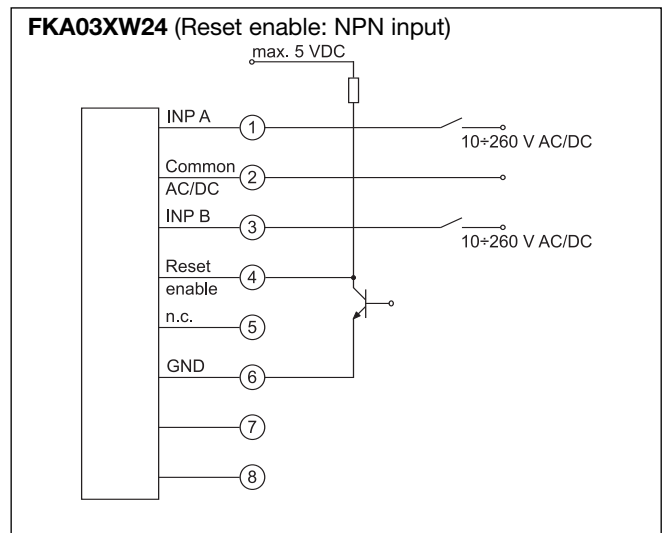 FKA03XW24 (Reset enable: NPN input)
max. 5 VDC
INP A
1
10÷260 V AC/DC
Common
AC/DC
2
INP B
3
10÷260 V AC/DC
Reset
enable
4
n.c.
5
GND
6
7
8